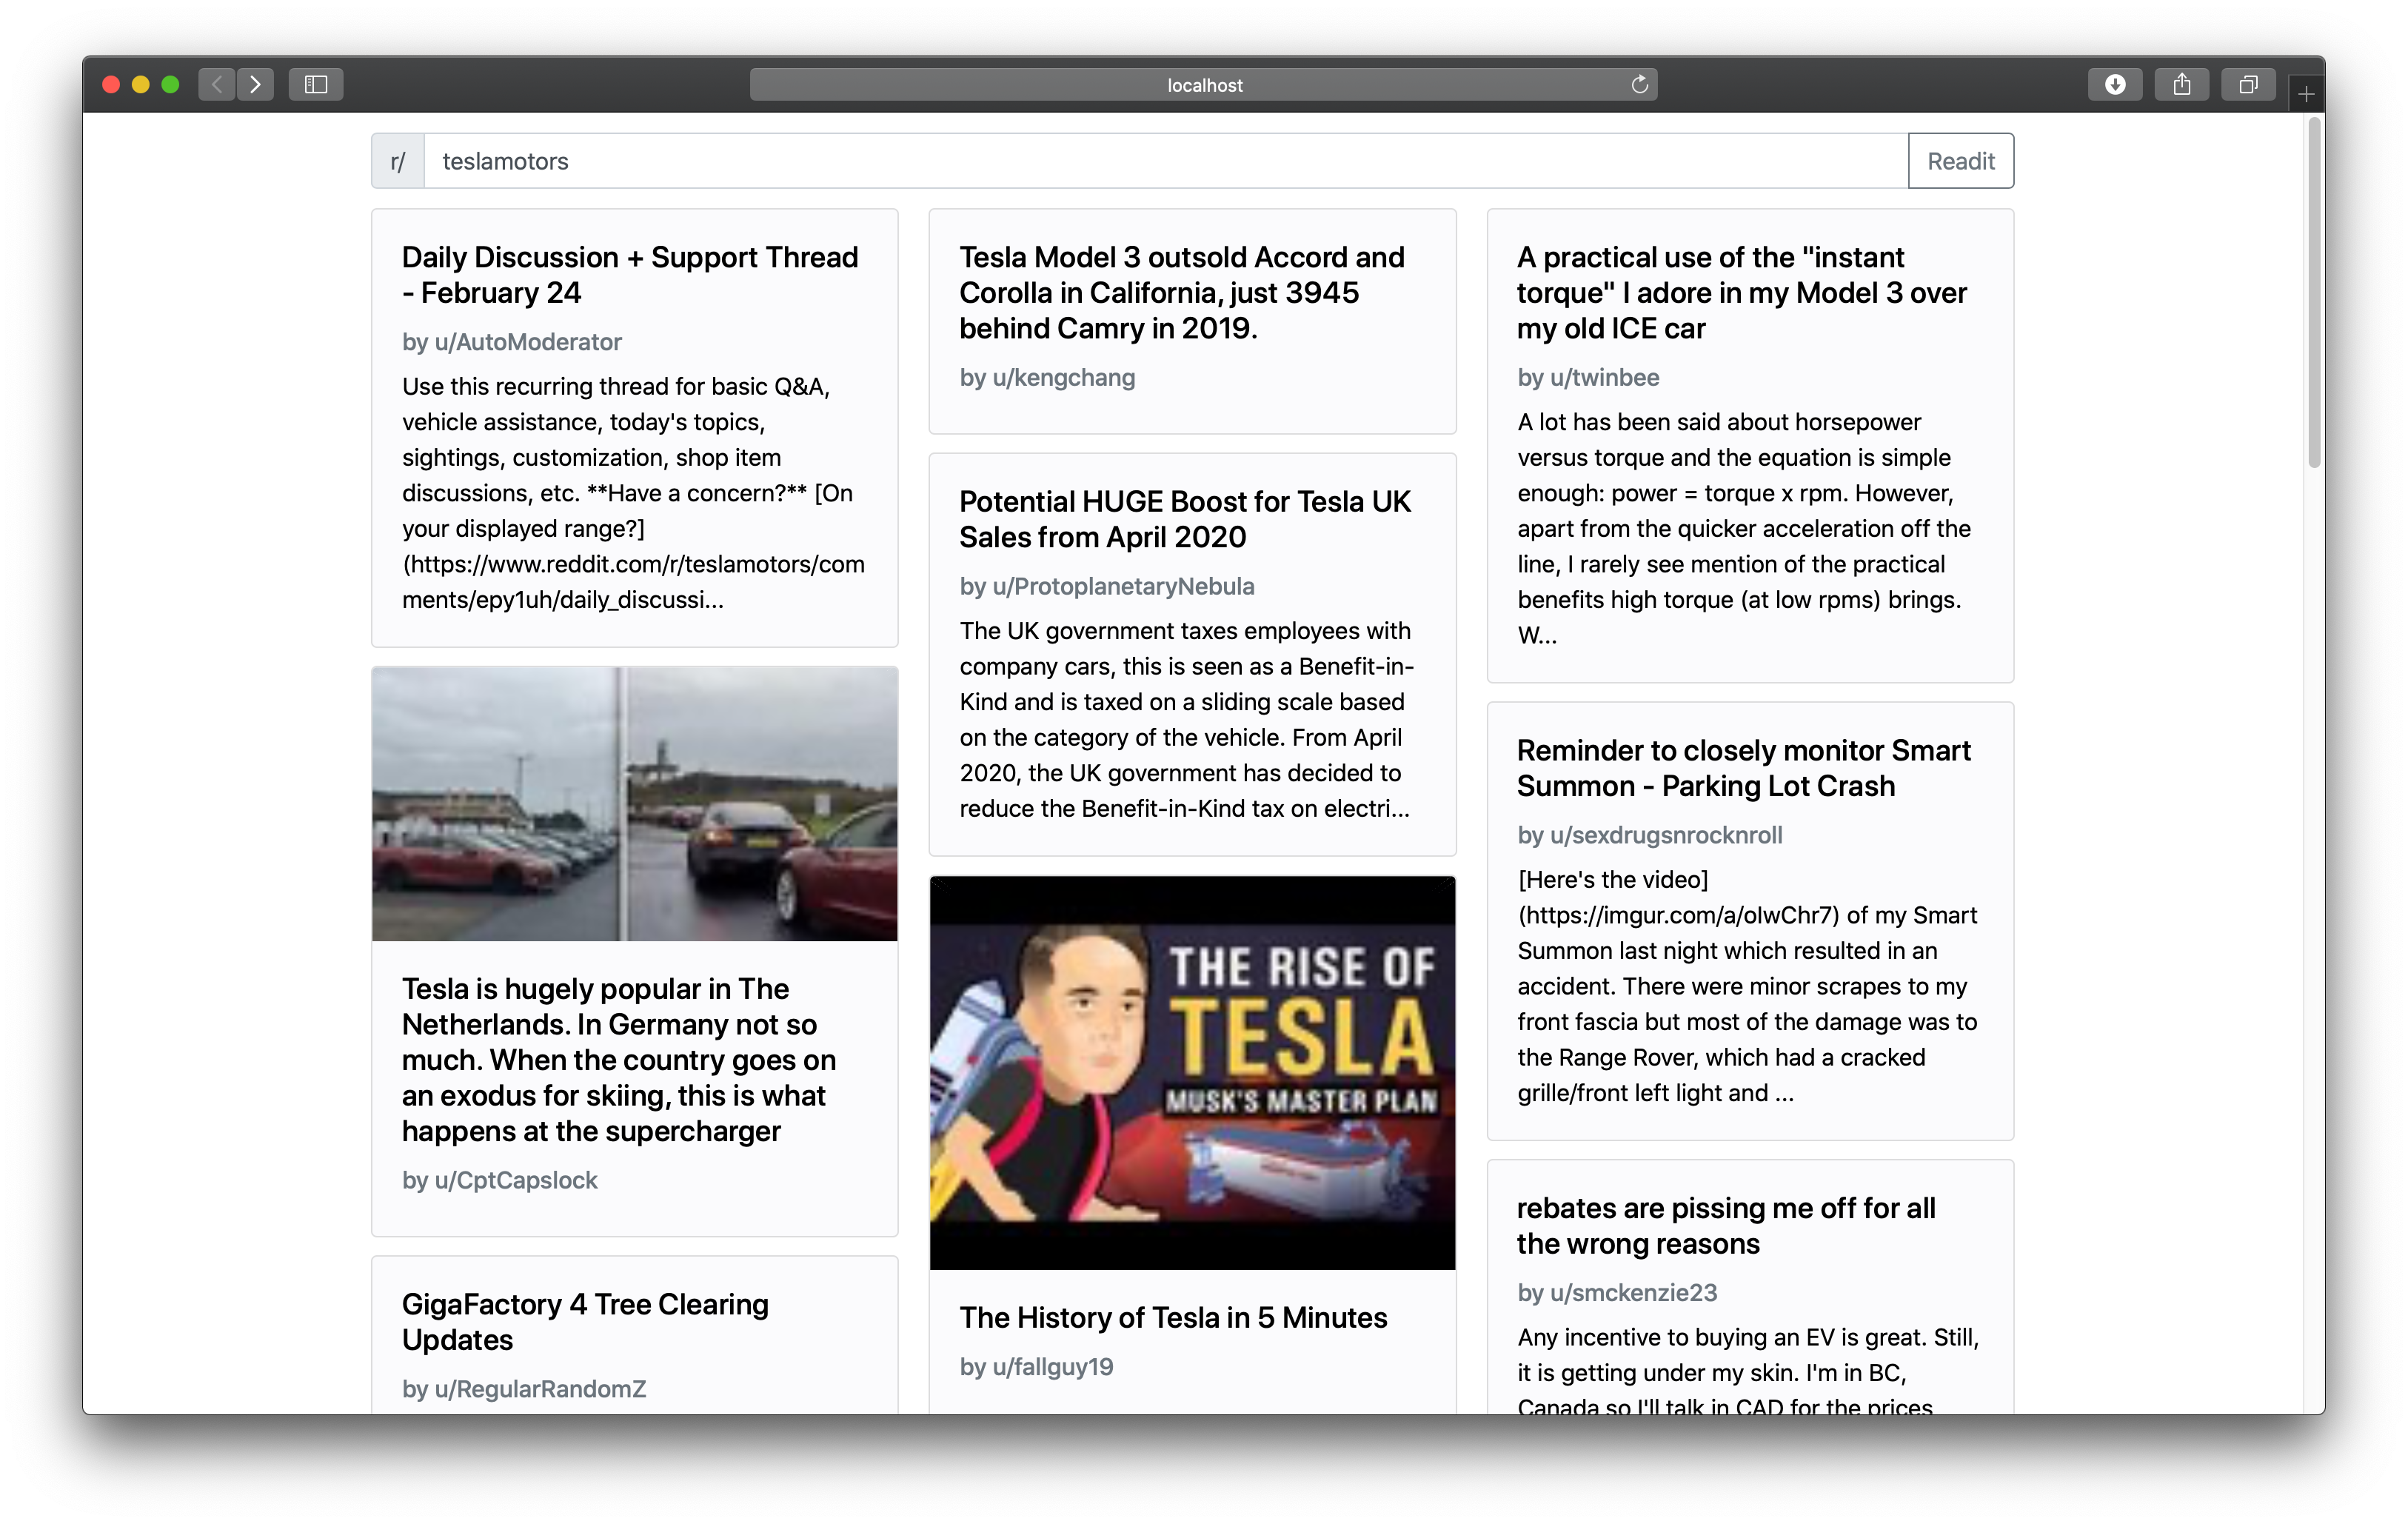 localhost
r/
teslamotors
Readit
Daily Discussion + Support Thread
- February 24
by u/AutoModerator
Use this recurring thread for basic Q&A,
vehicle assistance, today's topics,
sightings, customization, shop item
discussions, etc. **Have a concern?** [On
your displayed range?]
(https://www.reddit.com/r/teslamotors/com
ments/epy1uh/daily_discussi...
Tesla is hugely popular in The
Netherlands. In Germany not so
much. When the country goes on
an exodus for skiing, this is what
happens at the supercharger
by u/CptCapslock
GigaFactory 4 Tree Clearing
Updates
by u/RegularRandomZ
Tesla Model 3 outsold Accord and
Corolla in California, just 3945
behind Camry in 2019.
by u/kengchang
Potential HUGE Boost for Tesla UK
Sales from April 2020
by u/ProtoplanetaryNebula
The UK government taxes employees with
company cars, this is seen as a Benefit-in-
Kind and is taxed on a sliding scale based
on the category of the vehicle. From April
2020, the UK government has decided to
reduce the Benefit-in-Kind tax on electri...
THE RISE OF
TESLA
MUSK'S MASTER PLAN
The History of Tesla in 5 Minutes
by u/fallguy19
A practical use of the "instant
torque" I adore in my Model 3 over
my old ICE car
by u/twinbee
A lot has been said about horsepower
versus torque and the equation is simple
enough: power = torque x rpm. However,
apart from the quicker acceleration off the
line, I rarely see mention of the practical
benefits high torque (at low rpms) brings.
W...
Reminder to closely monitor Smart
Summon - Parking Lot Crash
by u/sexdrugsnrocknroll
[Here's the video]
(https://imgur.com/a/oIwChr7) of my Smart
Summon last night which resulted in an
accident. There were minor scrapes to my
front fascia but most of the damage was to
the Range Rover, which had a cracked
grille/front left light and ...
rebates are pissing me off for all
the wrong reasons
by u/smckenzie23
Any incentive to buying an EV is great. Still,
it is getting under my skin. I'm in BC,
Canada so I'll talk in CAD for the prices